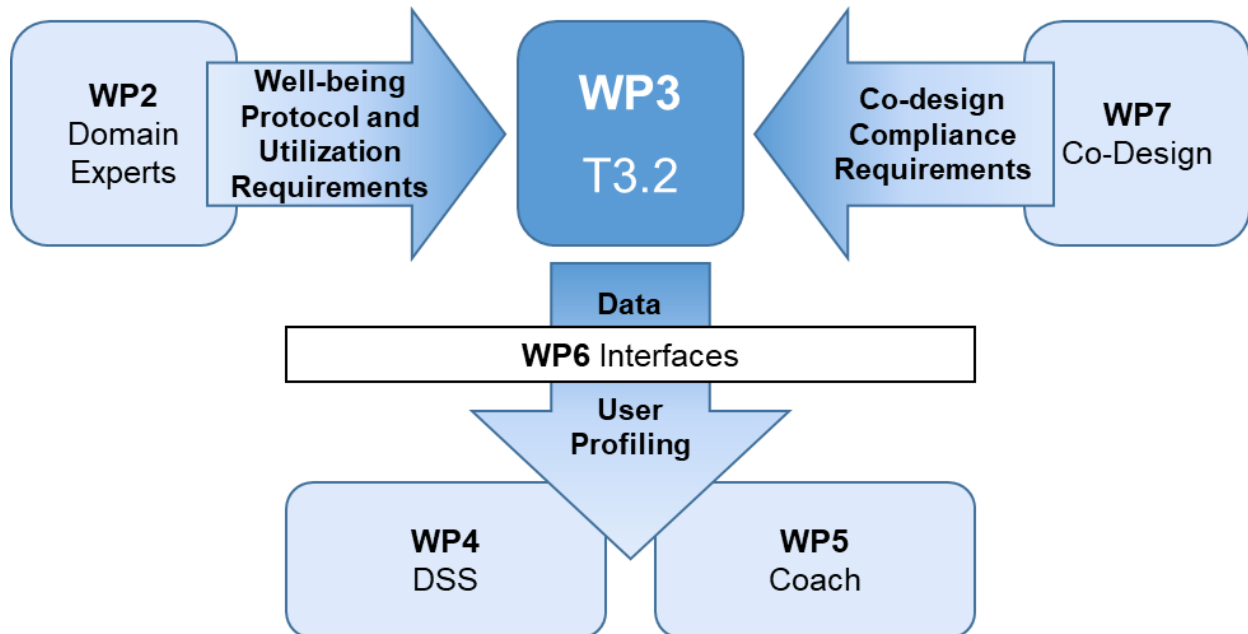 WP2
Domain
Experts
Well-being
Protocol and
Utilization
Requirements
WP3
T3.2
Co-design
Compliance
Requirements
WP7
Co-Design
Data
WP6 Interfaces
User
Profiling
WP4
DSS
WP5
Coach